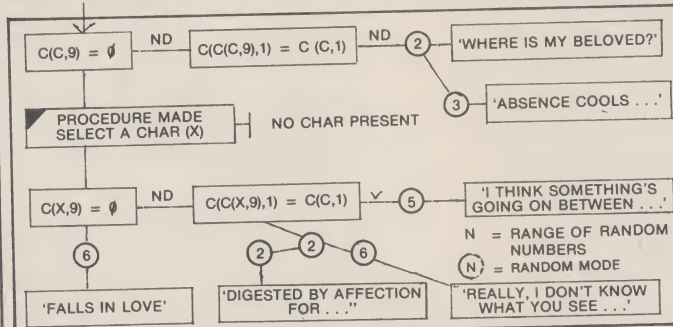 C(C,9) = Ø
ND
C(C(C,9),1) = C (C,1)
ND
2
'WHERE IS MY BELOVED?'
3
'ABSENCE COOLS . . .'
PROCEDURE MADE
SELECT A CHAR (X)
NO CHAR PRESENT
C(X,9) = Ø
ND
C(C(X,9),1) = C(C,1)
✓
5
'I THINK SOMETHING'S
GOING ON BETWEEN . . .'
N = RANGE OF RANDOM
NUMBERS
(N) = RANDOM MODE
6
2
2
6
'FALLS IN LOVE'
'DIGESTED BY AFFECTION
FOR . . ."
'REALLY, I DON'T KNOW
WHAT YOU SEE . . .'